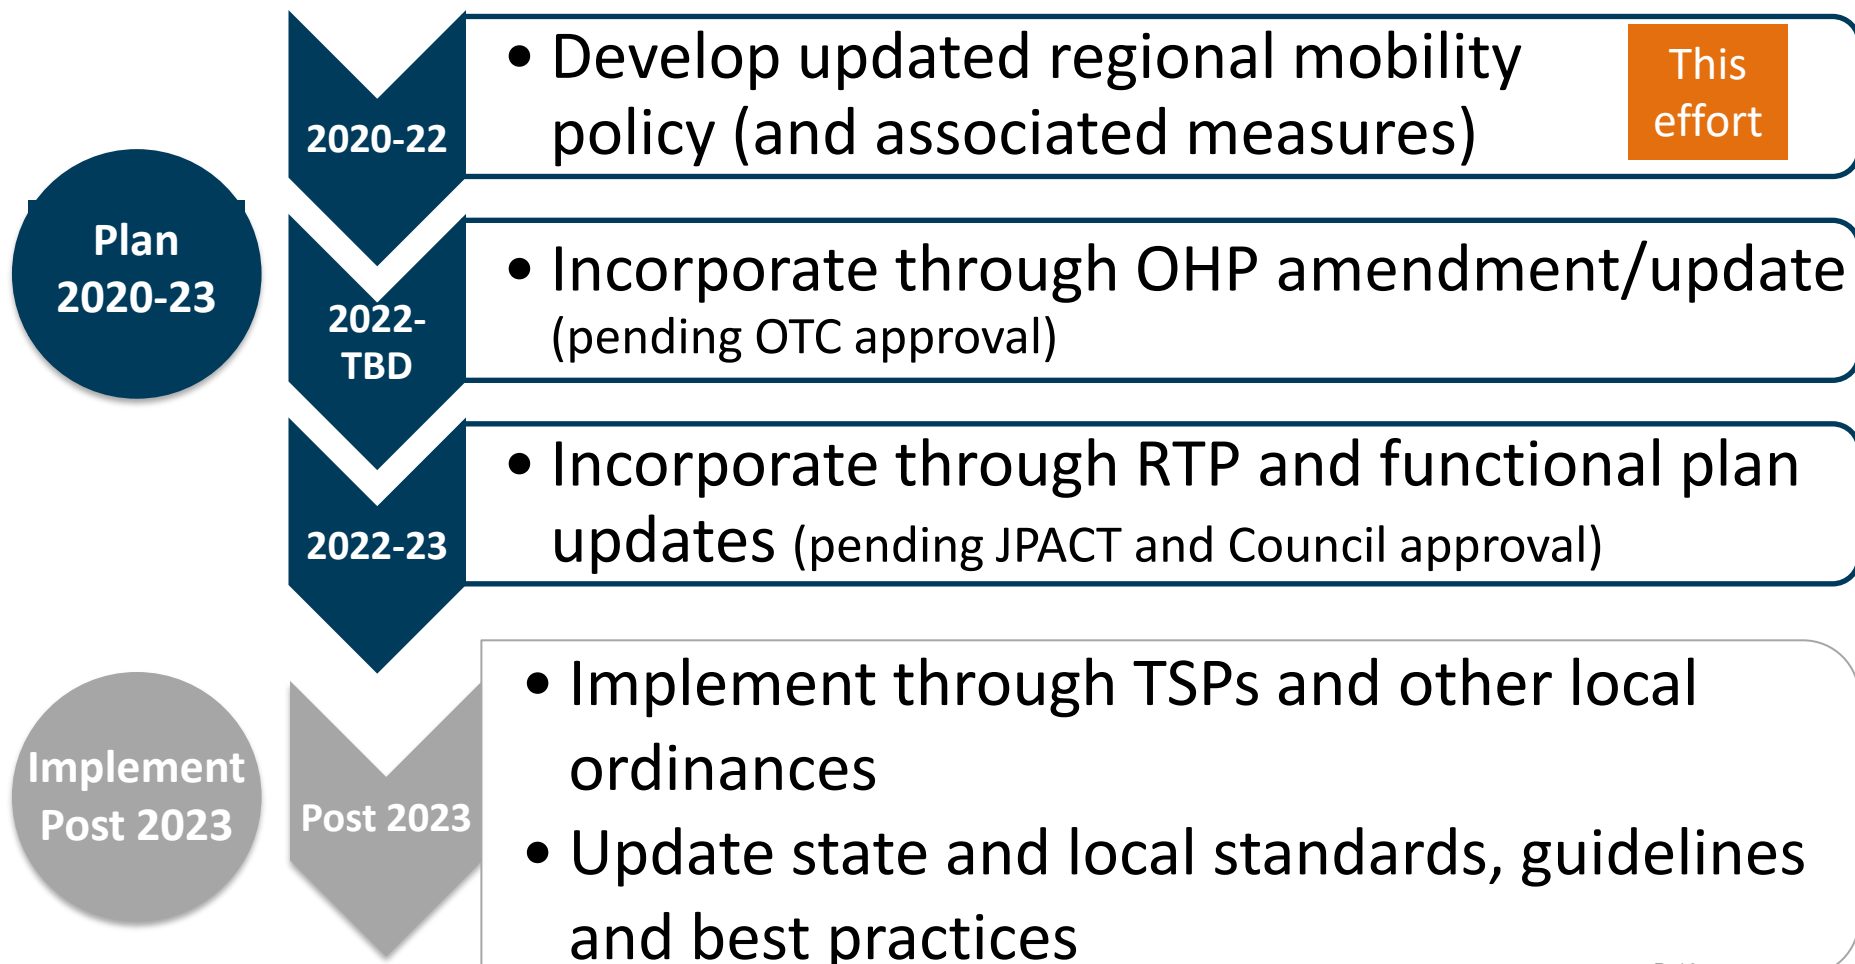 Plan
2020-23
2020-22
• Develop updated regional mobility
policy (and associated measures)
This
effort
2022-
TBD
• Incorporate through OHP amendment/update
(pending OTC approval)
2022-23
• Incorporate through RTP and functional plan
updates (pending JPACT and Council approval)
Implement
Post 2023
Post 2023
• Implement through TSPs and other local
ordinances
• Update state and local standards, guidelines
and best practices